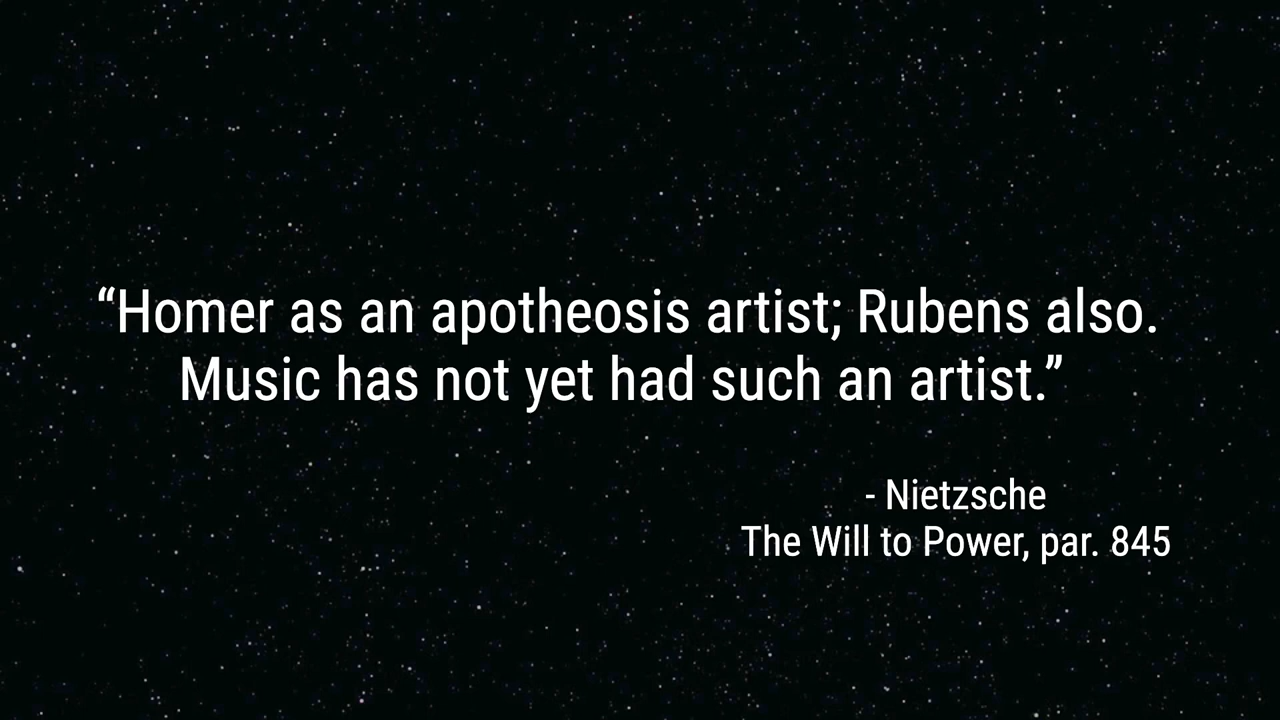 “Homer as an apotheosis artist; Rubens also.
Music has not yet had such an artist.”
- Nietzsche
The Will to Power, par. 845